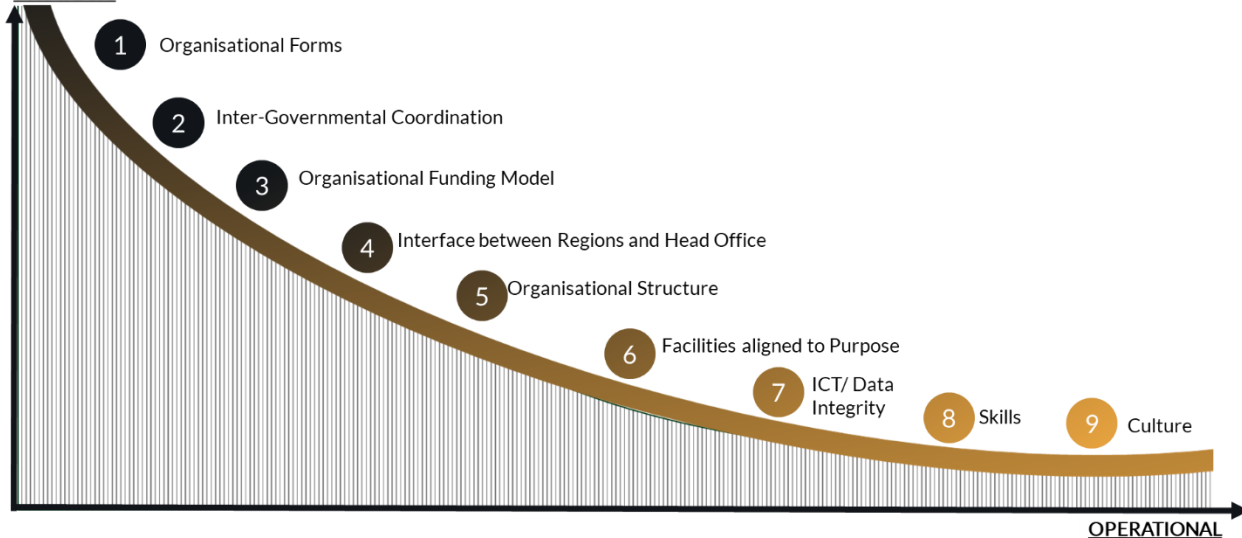 1 Organisational Forms
2 Inter-Governmental Coordination
3 Organisational Funding Model
4 Interface between Regions and Head Office
5 Organisational Structure
6 Facilities aligned to Purpose
7 ICT/ Data
Integrity
8 Skills
9 Culture
OPERATIONAL